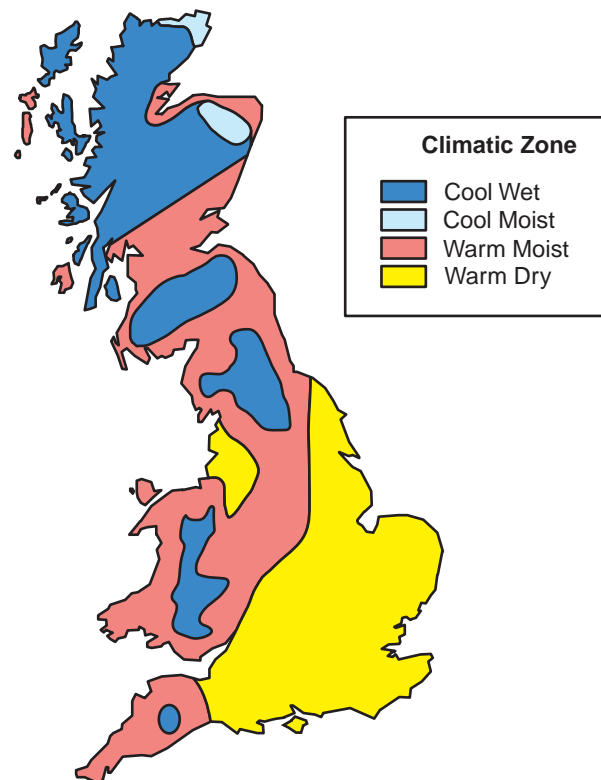 Climatic Zone
Cool Wet
Cool Moist
Warm Moist
Warm Dry